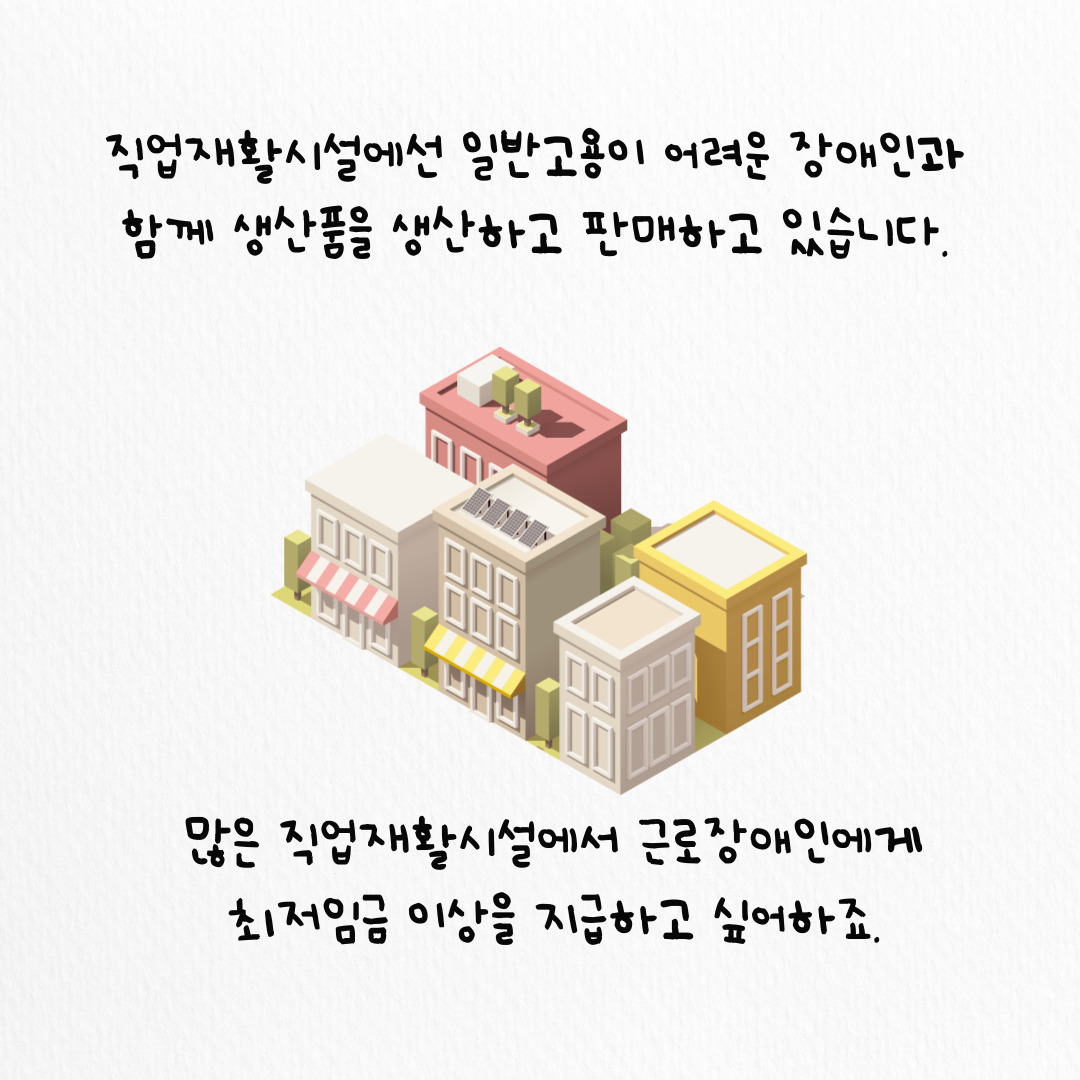 직업재활시설에선 일반고용이 어려운 장애인과
함께 생산품을 생산하고 판매하고 있습니다.
많은 직업재활시설에서 근로장애인에게
최저임금 이상을 지급하고 싶어하죠.